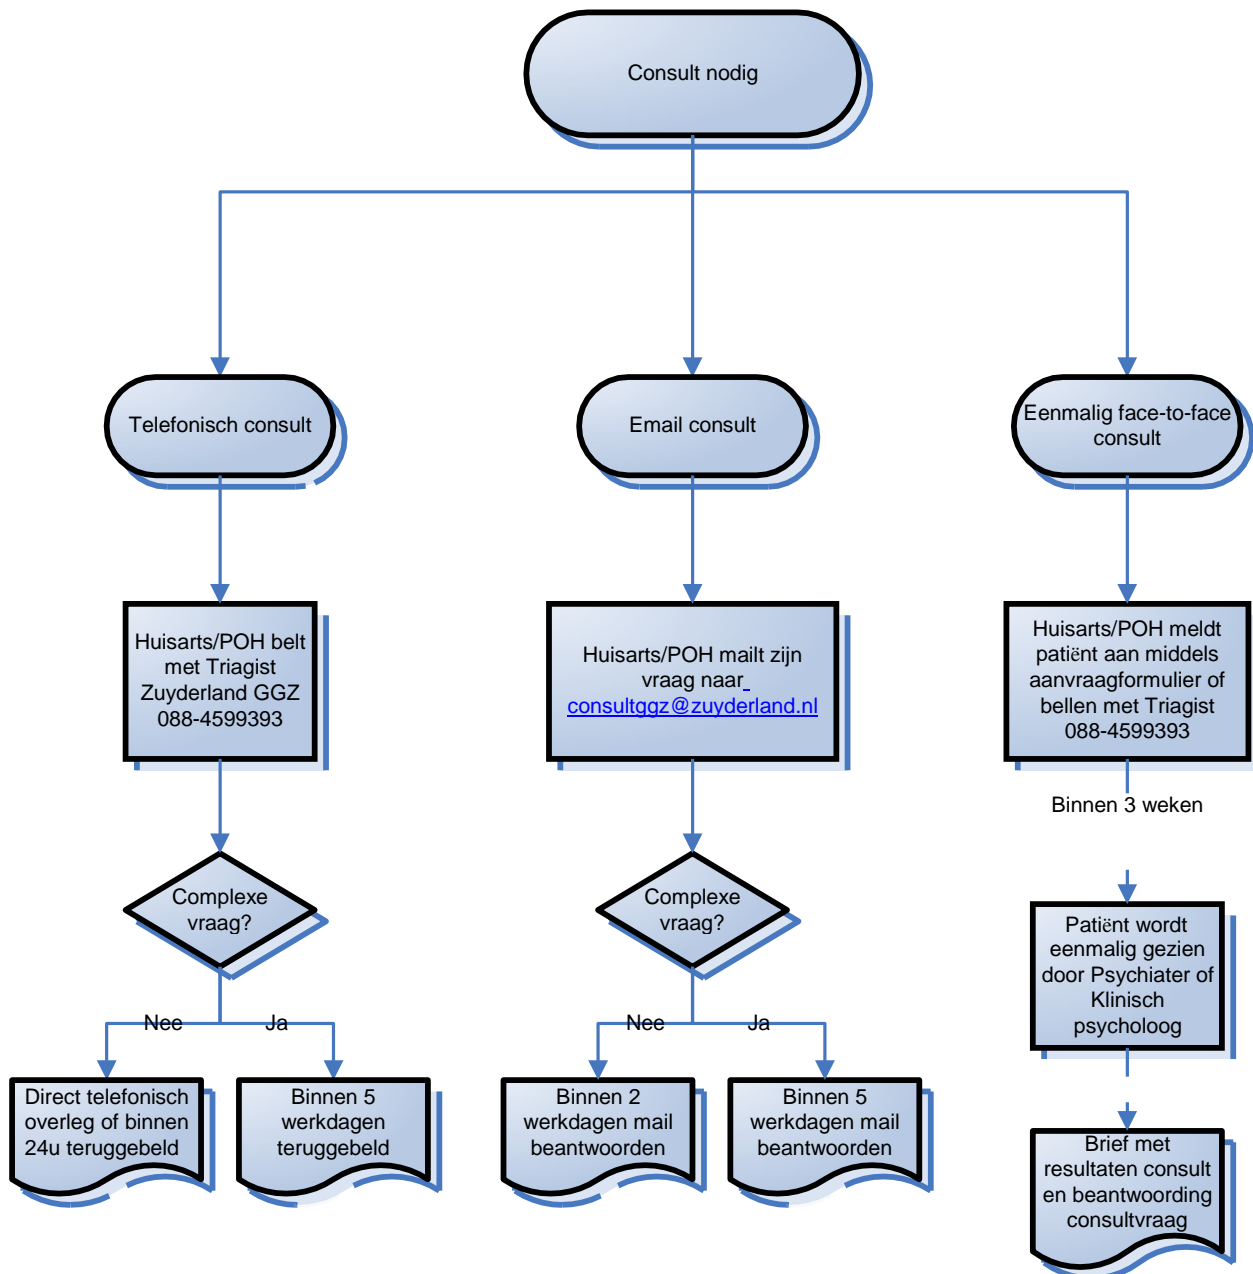 Consult nodig
Telefonisch consult
Email consult
Eenmalig face-to-face
consult
Huisarts/POH belt
met Triagist
Zuyderland GGZ
088-4599393
Huisarts/POH mailt zijn
vraag naar
consultggz@zuyderland.nl
Huisarts/POH meldt
patiënt aan middels
aanvraagformulier of
bellen met Triagist
088-4599393
Binnen 3 weken
Complexe
vraag?
Complexe
vraag?
Patiënt wordt
eenmalig gezien
door Psychiater of
Klinisch
psycholoog
Nee
Ja
Nee
Ja
Direct telefonisch
overleg of binnen
24u teruggebeld
Binnen 5
werkdagen
teruggebeld
Binnen 2
werkdagen mail
beantwoorden
Binnen 5
werkdagen mail
beantwoorden
Brief met
resultaten consult
en beantwoording
consultvraag